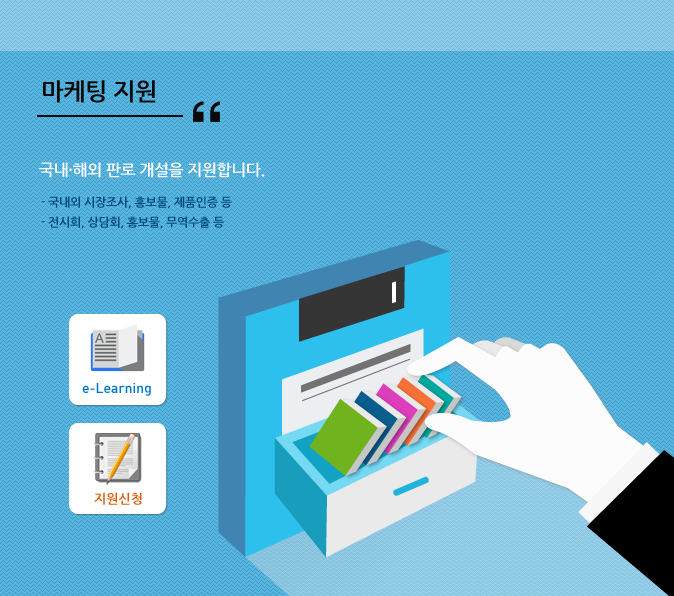 마케팅 지원
국내·해외 판로 개설을 지원합니다.
- 국내외 시장조사, 홍보물, 제품인증 등
- 전시회, 상담회, 홍보물, 무역수출 등
A
e-Learning
지원신청